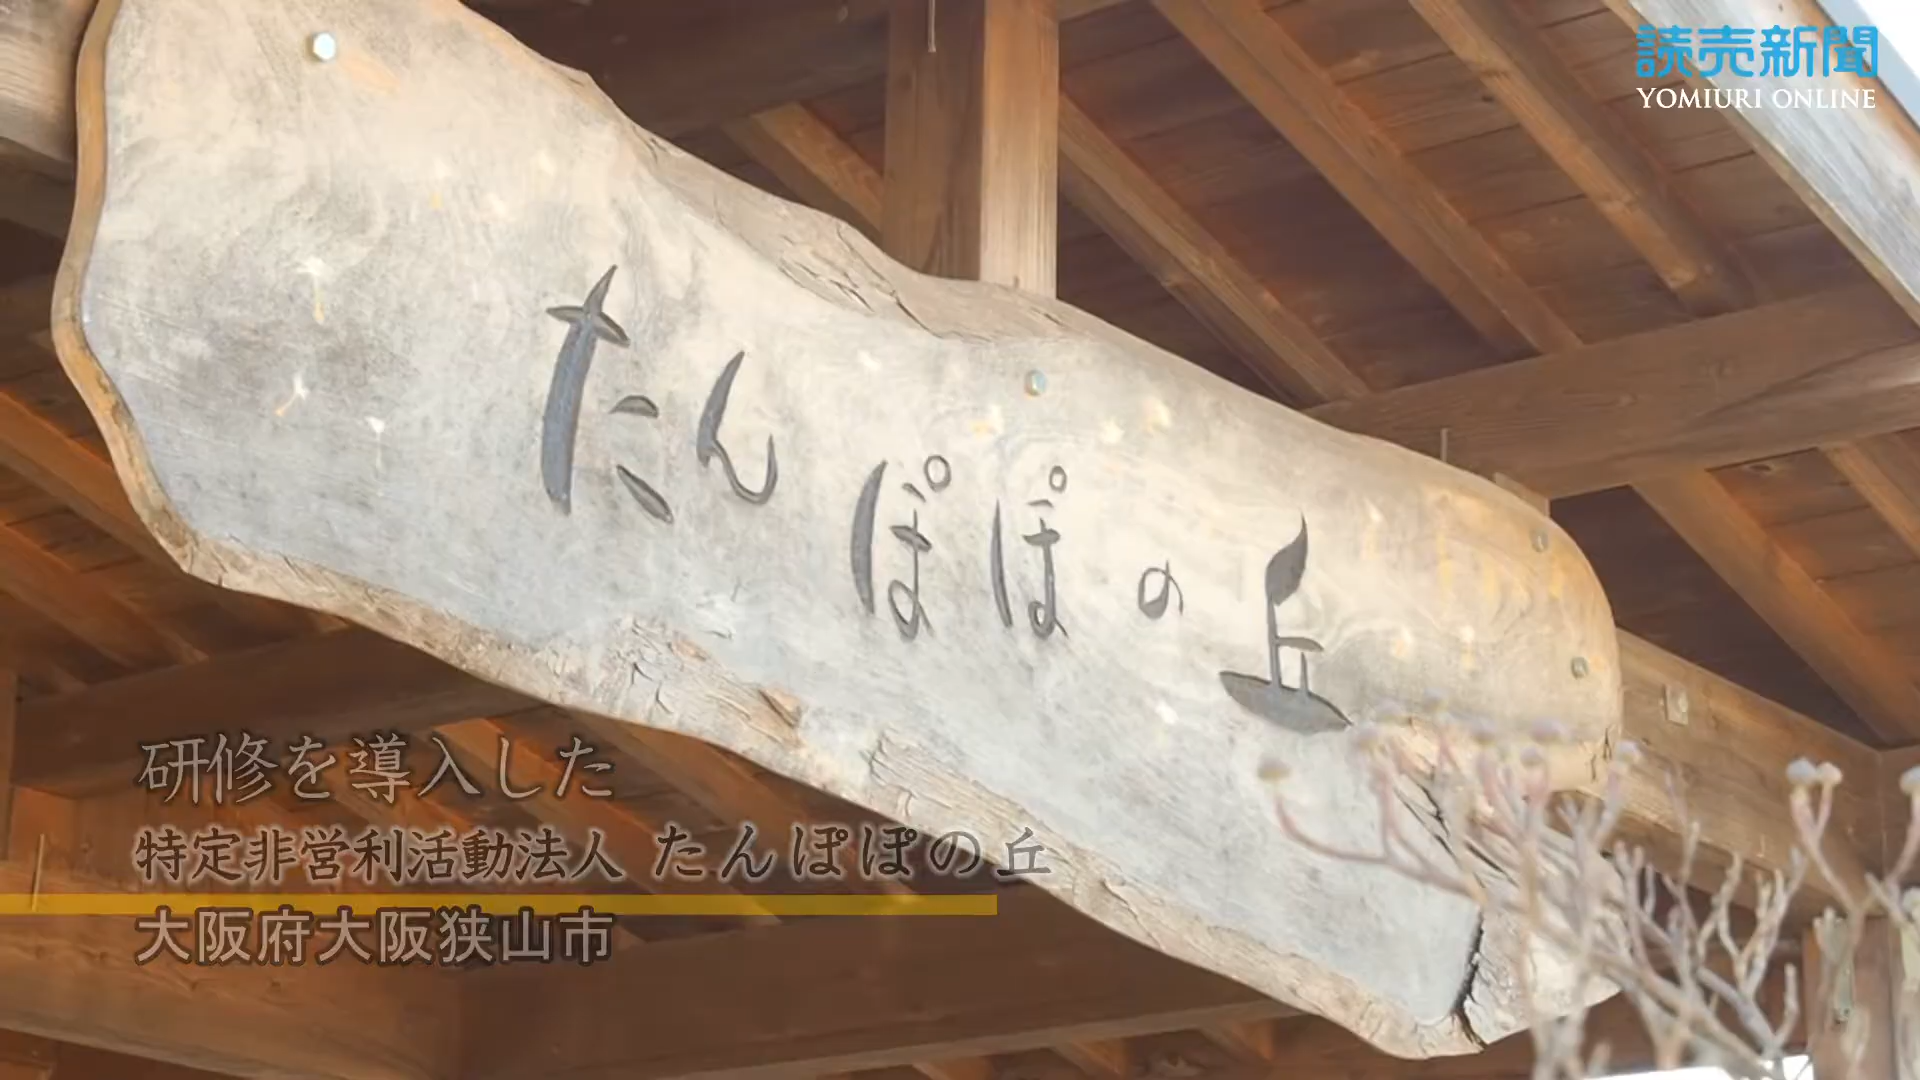 読売新聞
YOMIURI ONLINE
たんぽぽの丘
研修を導入した
特定非営利活動法人 たんぽぽの丘
大阪府大阪狭山市